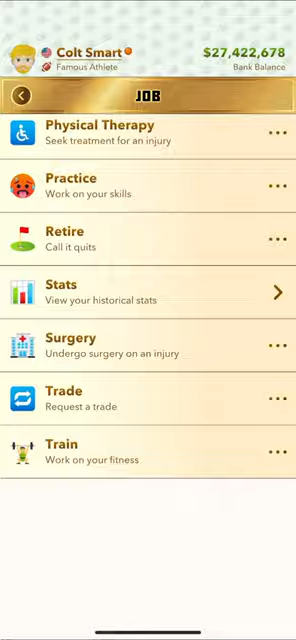 Colt Smart
$27,422,678
Famous Athlete
Bank Balance
JOB
Physical Therapy
Seek treatment for an injury
Practice
Work on your skills
Retire
Call it quits
Stats
View your historical stats
Surgery
Undergo surgery on an injury
Trade
Request a trade
Train
Work on your fitness